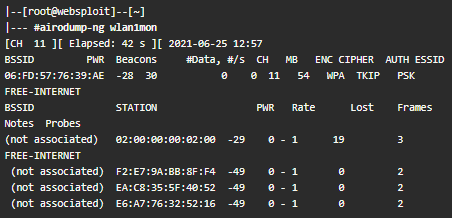 |--[root@websploit]--[~]
|--- #airodump-ng wlan1mon
[CH 11 ][ Elapsed: 42 s ][ 2021-06-25 12:57
BSSID PWR Beacons #Data, #/s CH MB ENC CIPHER AUTH ESSID
06:FD:57:76:39:AE -28 30 0 0 11 54 WPA TKIP PSK
FREE-INTERNET
BSSID STATION PWR Rate Lost Frames
Notes Probes
(not associated) 02:00:00:00:02:00 -29 0 - 1 19 3
FREE-INTERNET
(not associated) F2:E7:9A:BB:8F:F4 -49 0 - 1 0 2
(not associated) EA:C8:35:5F:40:52 -49 0 - 1 0 2
(not associated) E6:A7:76:32:52:16 -49 0 - 1 0 2